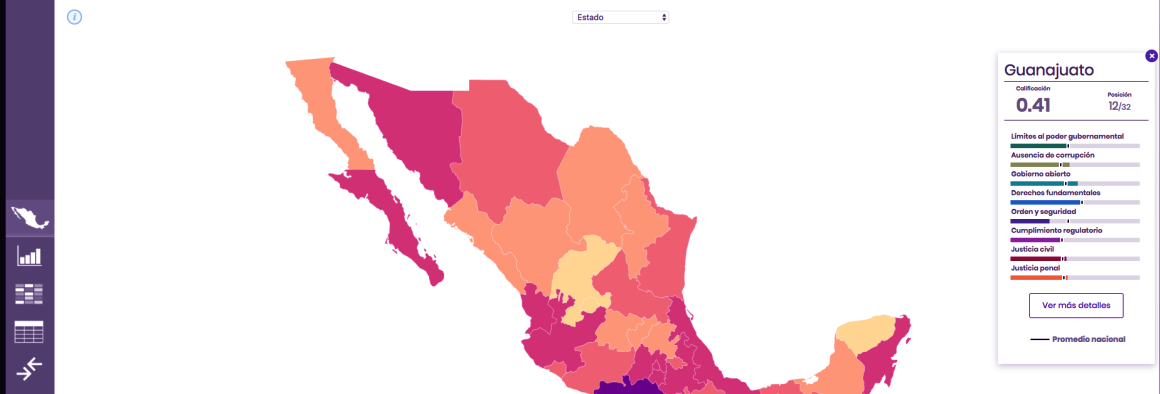 i
Estado
Guanajuato
Calificación
Posición
0.41
12/32
Límites al poder gubernamental
Ausencia de corrupción
Gobierno abierto
Derechos fundamentales
Orden y seguridad
Cumplimiento regulatorio
Justicia civil
Justicia penal
Ver más detalles
Promedio nacional